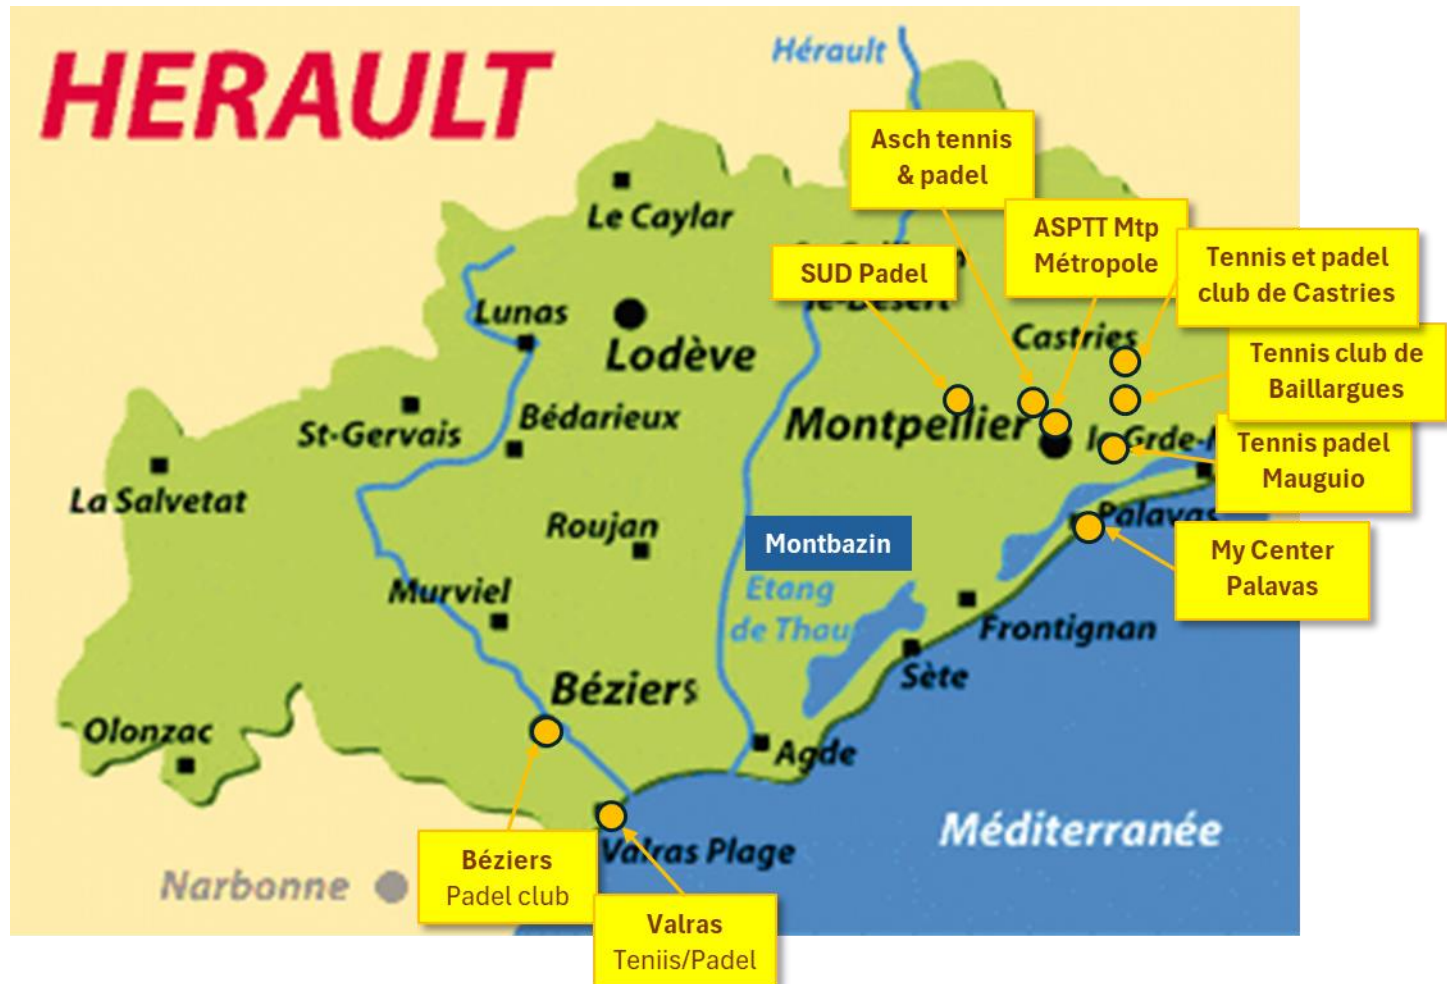 HERAULT
Hérault
Asch tennis
& padel
Le Caylar
ASPTT Mtp
Métropole
SUD Padel
Tennis et padel
club de Castries
le-Désert
Lunas
Lodève
Castries
Tennis club de
Baillargues
St-Gervais
Bédarieux
Montpellier
Tennis padel
Mauguio
La Salvetat
Roujan
Palavas
Montbazin
My Center
Palavas
Murviel
Etang
de Thau
Frontignan
Sète
Béziers
Olonzac
Agde
Méditerranée
Valras Plage
Béziers
Padel club
Narbonne
Valras
Teniis/Padel